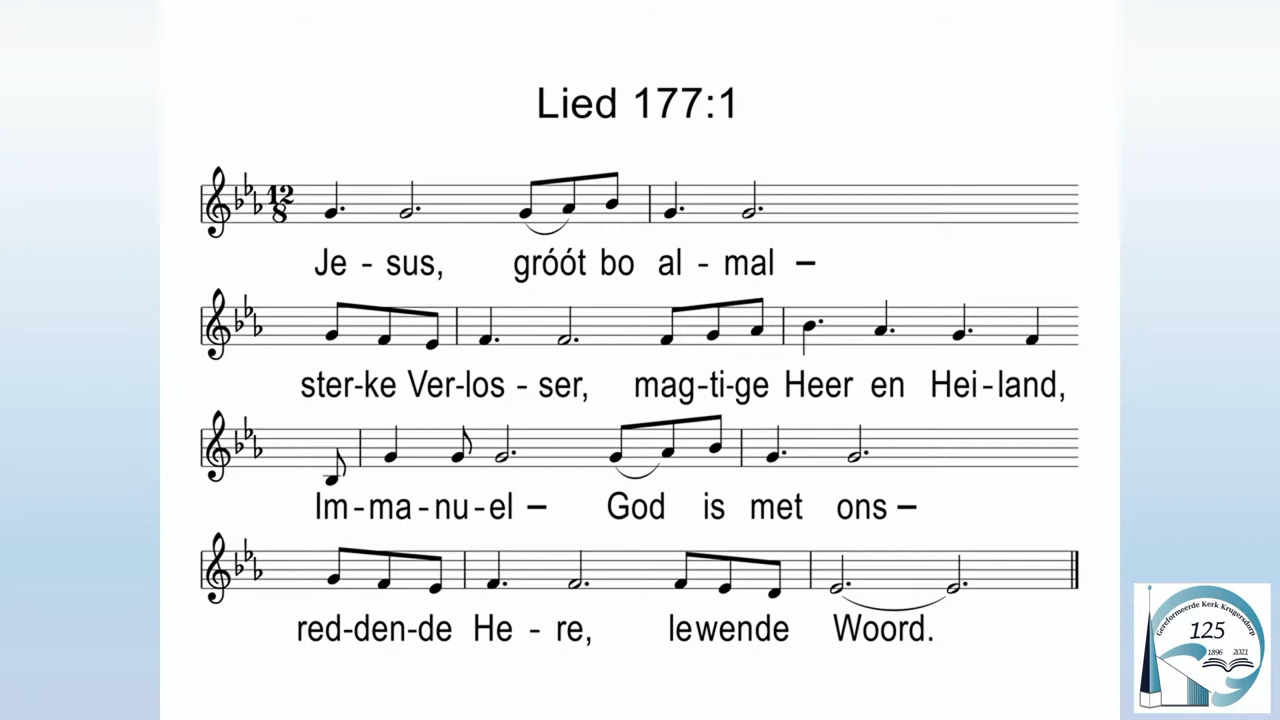 Lied 177:1
12
8
Je - sus, gróót bo al - mal –
ster-ke Ver-los - ser, mag-ti-ge Heer en Hei-land,
Im-ma-nu-el – God is met ons –
red-den-de He - re, lewende Woord.
Gereformeerde Kerk Krugersdorp
125
1896 2021